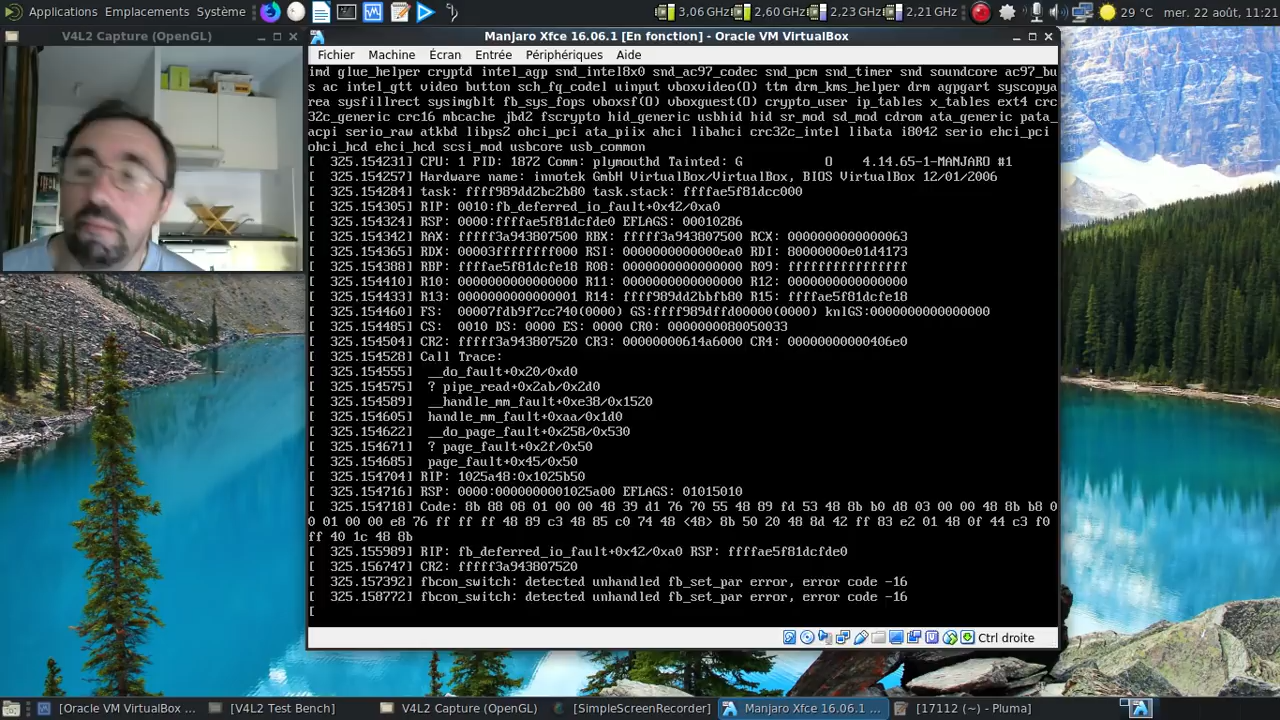 Applications Emplacements Système 3,06 GHz 2,60 GHz 2,23 GHz 2,21 GHz 29 °C mer. 22 août, 11:21
V4L2 Capture (OpenGL)
Manjaro Xfce 16.06.1 [En fonction] - Oracle VM VirtualBox
Fichier Machine Écran Entrée Périphériques Aide
imd glue_helper cryptd intel_agp snd_intel8x0 snd_ac97_codec snd_pcm snd_timer snd soundcore ac97_bu
s ac intel_gtt video button sch_fq_codel uinput vboxvideo(O) ttm drm_kms_helper drm agpgart syscopya
rea sysfillrect sysimgblt fb_sys_fops vboxsf(O) vboxguest(O) crypto_user ip_tables x_tables ext4 crc
32c_generic crc16 mbcache jbd2 fscrypto hid_generic usbhid hid sr_mod sd_mod cdrom ata_generic pata_
acpi serio_raw atkbd libps2 ohci_pci ata_piix ahci libahci crc32c_intel libata i8042 serio ehci_pci
ohci_hcd ehci_hcd scsi_mod usbcore usb_common
[  325.154231] CPU: 1 PID: 1872 Comm: plymouthd Tainted: G           O    4.14.65-1-MANJARO #1
[  325.154257] Hardware name: innotek GmbH VirtualBox/VirtualBox, BIOS VirtualBox 12/01/2006
[  325.154284] task: ffff989dd2bc2b80 task.stack: ffffae5f81dcc000
[  325.154305] RIP: 0010:fb_deferred_io_fault+0x42/0xa0
[  325.154324] RSP: 0000:ffffae5f81dcfde0 EFLAGS: 00010286
[  325.154342] RAX: fffff3a943807500 RBX: fffff3a943807500 RCX: 0000000000000063
[  325.154365] RDX: 00003ffffffff000 RSI: 0000000000000ea0 RDI: 80000000e01d4173
[  325.154388] RBP: ffffae5f81dcfe18 R08: 0000000000000000 R09: ffffffffffffffff
[  325.154410] R10: 0000000000000000 R11: 0000000000000000 R12: 0000000000000000
[  325.154433] R13: 0000000000000001 R14: ffff989dd2bbfb80 R15: ffffae5f81dcfe18
[  325.154460] FS:  00007fdb9f7cc740(0000) GS:ffff989dffd00000(0000) knlGS:0000000000000000
[  325.154485] CS:  0010 DS: 0000 ES: 0000 CR0: 0000000080050033
[  325.154504] CR2: fffff3a943807520 CR3: 00000000614a6000 CR4: 00000000000406e0
[  325.154528] Call Trace:
[  325.154555]  __do_fault+0x20/0xd0
[  325.154575]  ? pipe_read+0x2ab/0x2d0
[  325.154589]  __handle_mm_fault+0xe38/0x1520
[  325.154605]  handle_mm_fault+0xaa/0x1d0
[  325.154622]  __do_page_fault+0x258/0x530
[  325.154671]  ? page_fault+0x2f/0x50
[  325.154685]  page_fault+0x45/0x50
[  325.154704] RIP: 1025a48:0x1025b50
[  325.154716] RSP: 0000:0000000001025a00 EFLAGS: 01015010
[  325.154718] Code: 8b 88 08 01 00 00 48 39 d1 76 70 55 48 89 fd 53 48 8b b0 d8 03 00 00 48 8b b8 0
0 01 00 00 e8 76 ff ff ff 48 89 c3 48 85 c0 74 48 <48> 8b 50 20 48 8d 42 ff 83 e2 01 48 0f 44 c3 f0
ff 40 1c 48 8b
[  325.155989] RIP: fb_deferred_io_fault+0x42/0xa0 RSP: ffffae5f81dcfde0
[  325.156747] CR2: fffff3a943807520
[  325.157392] fbcon_switch: detected unhandled fb_set_par error, error code -16
[  325.158772] fbcon_switch: detected unhandled fb_set_par error, error code -16
[
Ctrl droite
[Oracle VM VirtualBox ... [V4L2 Test Bench] V4L2 Capture (OpenGL) [SimpleScreenRecorder] Manjaro Xfce 16.06.1 ... [17112 (~) - Pluma]